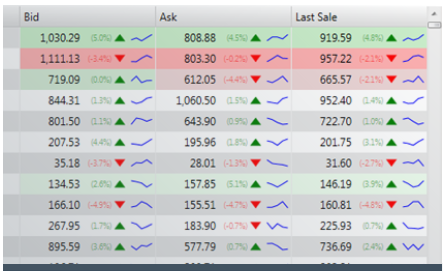 Bid Ask Last Sale
1,030.29 (5.0%) 808.88 (4.5%) 919.59 (4.8%)
1,111.13 (-3.4%) 803.30 (-0.2%) 957.22 (-2.1%)
719.09 (0.0%) 612.05 (-4.4%) 665.57 (-2.1%)
844.31 (1.3%) 1,060.50 (1.5%) 952.40 (1.4%)
801.50 (1.1%) 643.90 (0.9%) 722.70 (1.0%)
207.53 (4.4%) 195.96 (1.8%) 201.75 (3.1%)
35.18 (-3.7%) 28.01 (-1.3%) 31.60 (-2.7%)
134.53 (2.6%) 157.85 (5.1%) 146.19 (3.9%)
166.10 (-4.9%) 155.51 (-4.7%) 160.81 (-4.8%)
267.95 (1.7%) 183.90 (-0.7%) 225.93 (0.7%)
895.59 (3.6%) 577.79 (0.7%) 736.69 (2.4%)